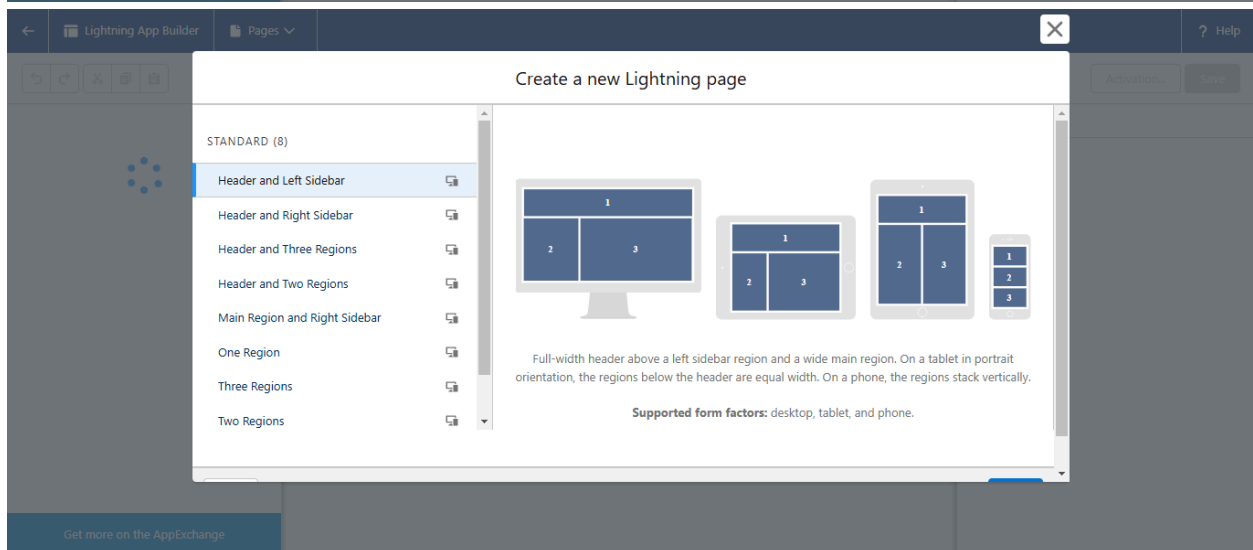 Lightning App Builder
Pages
? Help
Activation...
Save
Create a new Lightning page
STANDARD (8)
Header and Left Sidebar
Header and Right Sidebar
Header and Three Regions
Header and Two Regions
Main Region and Right Sidebar
One Region
Three Regions
Two Regions
1
2 3
1
2 3
1
2 3
1
2
3
Full-width header above a left sidebar region and a wide main region. On a tablet in portrait
orientation, the regions below the header are equal width. On a phone, the regions stack vertically.
Supported form factors: desktop, tablet, and phone.
Get more on the AppExchange